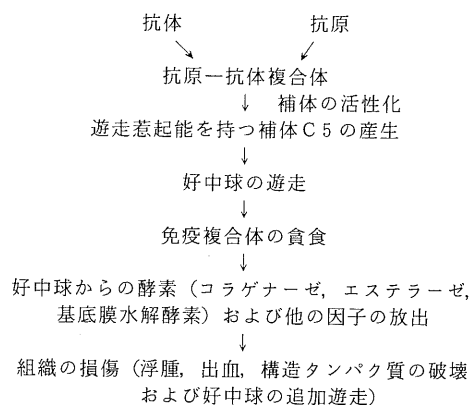 抗体 抗原
抗原ー抗体複合体
補体の活性化
遊走惹起能を持つ補体C5の産生
好中球の遊走
免疫複合体の貪食
好中球からの酵素（コラゲナーゼ，エステラーゼ，
基底膜水解酵素）および他の因子の放出
組織の損傷（浮腫，出血，構造タンパク質の破壊
および好中球の追加遊走）